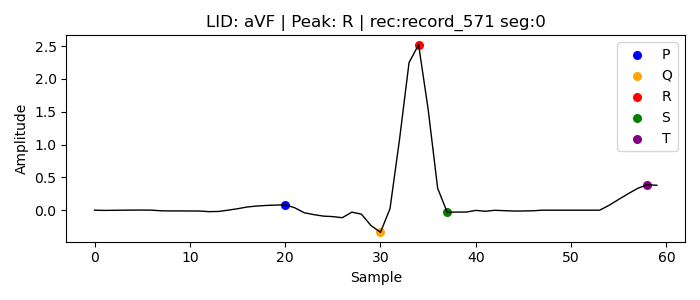 LID: aVF | Peak: R | rec:record_571 seg:0
Amplitude
2.5
2.0
1.5
1.0
0.5
0.0
P
Q
R
S
T
0 10 20 30 40 50 60
Sample